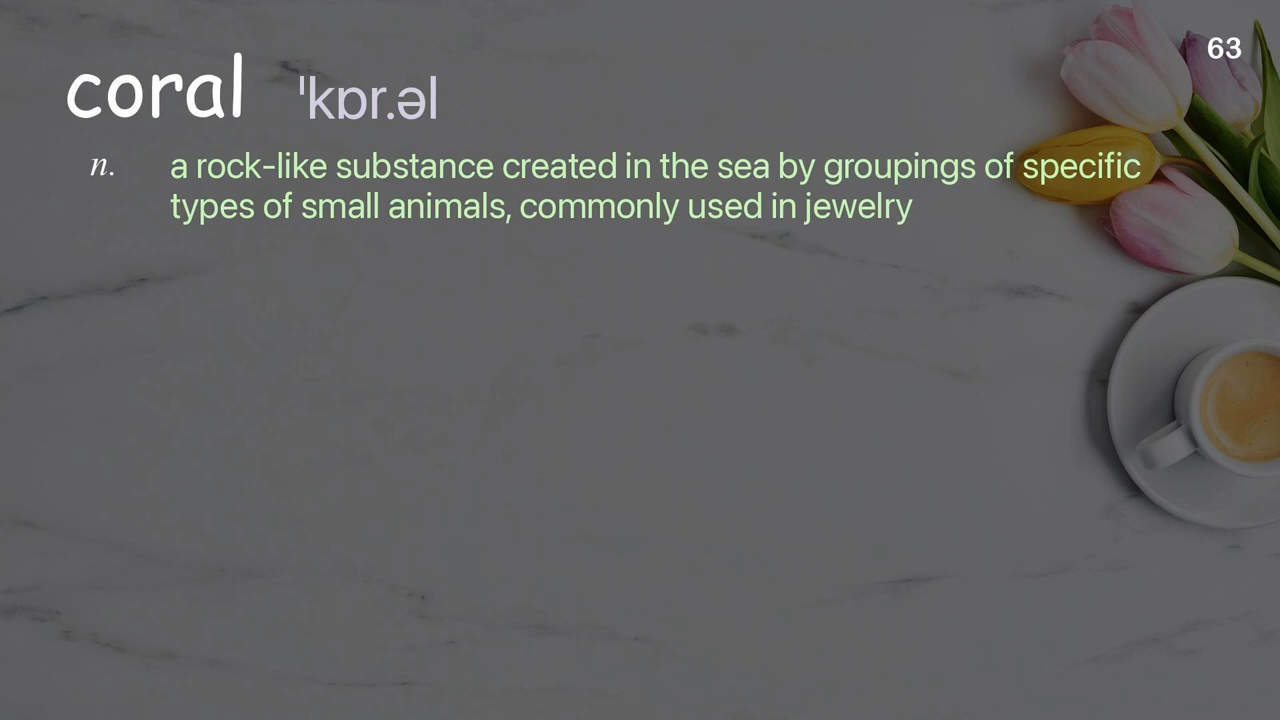 63
coral ˈkɒr.əl
n. a rock-like substance created in the sea by groupings of specific
types of small animals, commonly used in jewelry